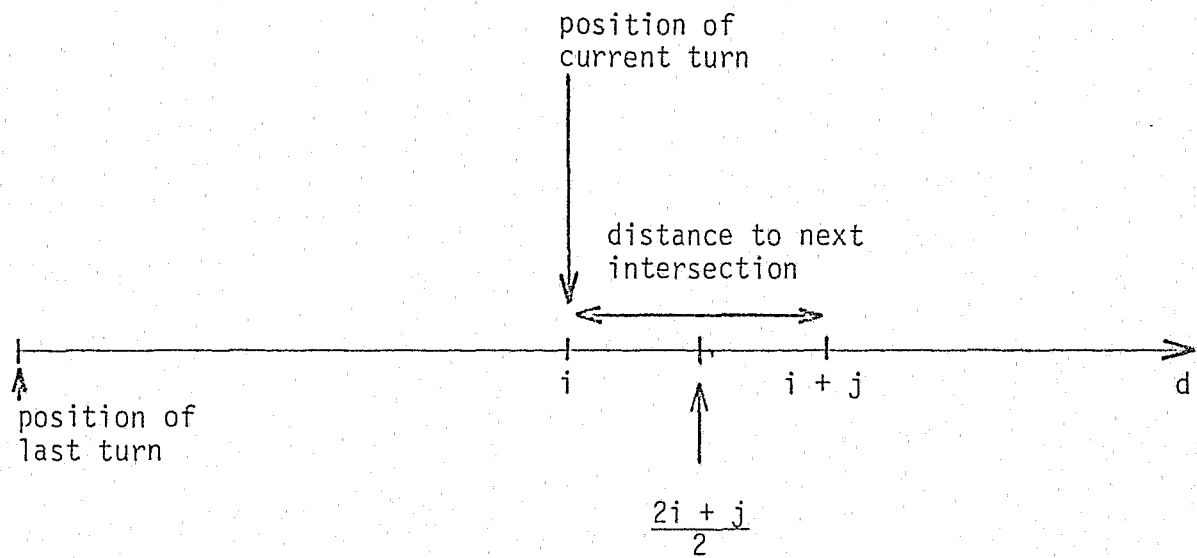 position of
current turn
distance to next
intersection
i
i + j
d
position of
last turn
2i + j
2